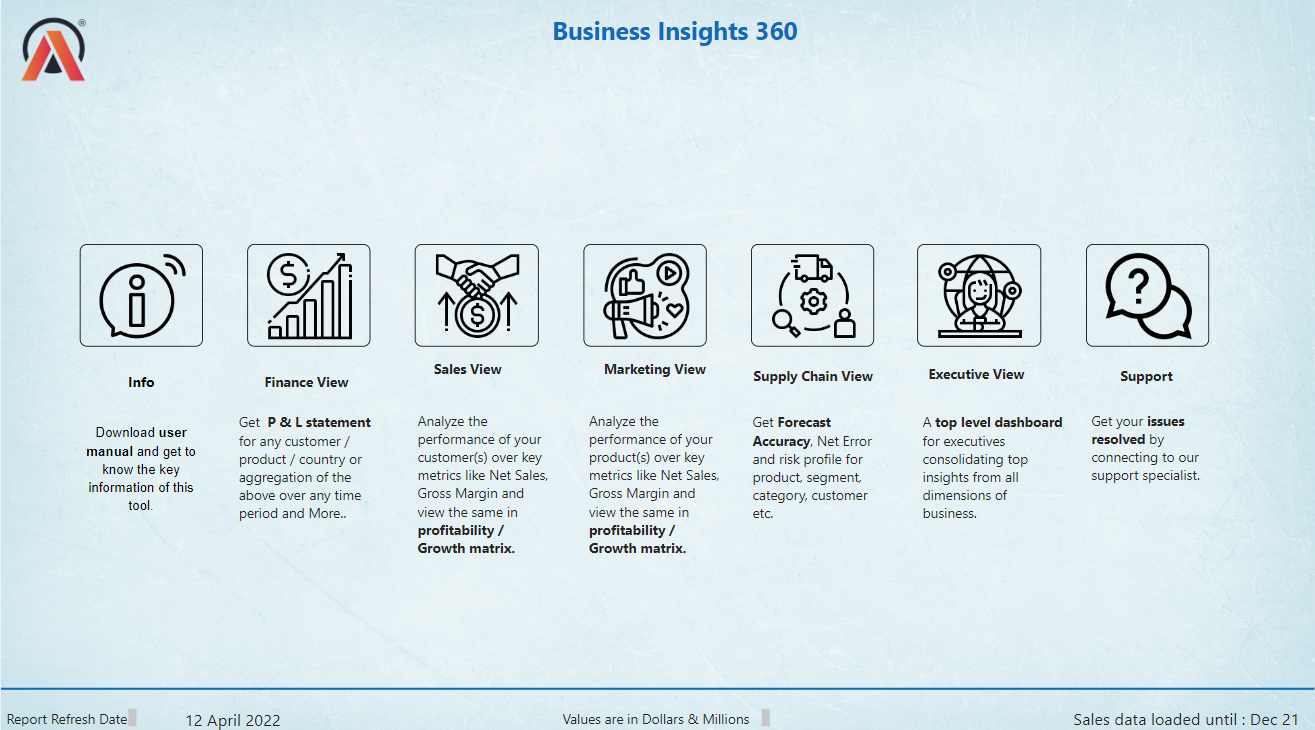 ®
Business Insights 360
Info
Download user
manual and get to
know the key
information of this
tool.
Finance View
Get P & L statement
for any customer /
product / country or
aggregation of the
above over any time
period and More..
Sales View
Analyze the
performance of your
customer(s) over key
metrics like Net Sales,
Gross Margin and
view the same in
profitability /
Growth matrix.
Marketing View
Analyze the
performance of your
product(s) over key
metrics like Net Sales,
Gross Margin and
view the same in
profitability /
Growth matrix.
Supply Chain View
Get Forecast
Accuracy, Net Error
and risk profile for
product, segment,
category, customer
etc.
Executive View
A top level dashboard
for executives
consolidating top
insights from all
dimensions of
business.
Support
Get your issues
resolved by
connecting to our
support specialist.
Report Refresh Date
12 April 2022
Values are in Dollars & Millions
Sales data loaded until : Dec 21